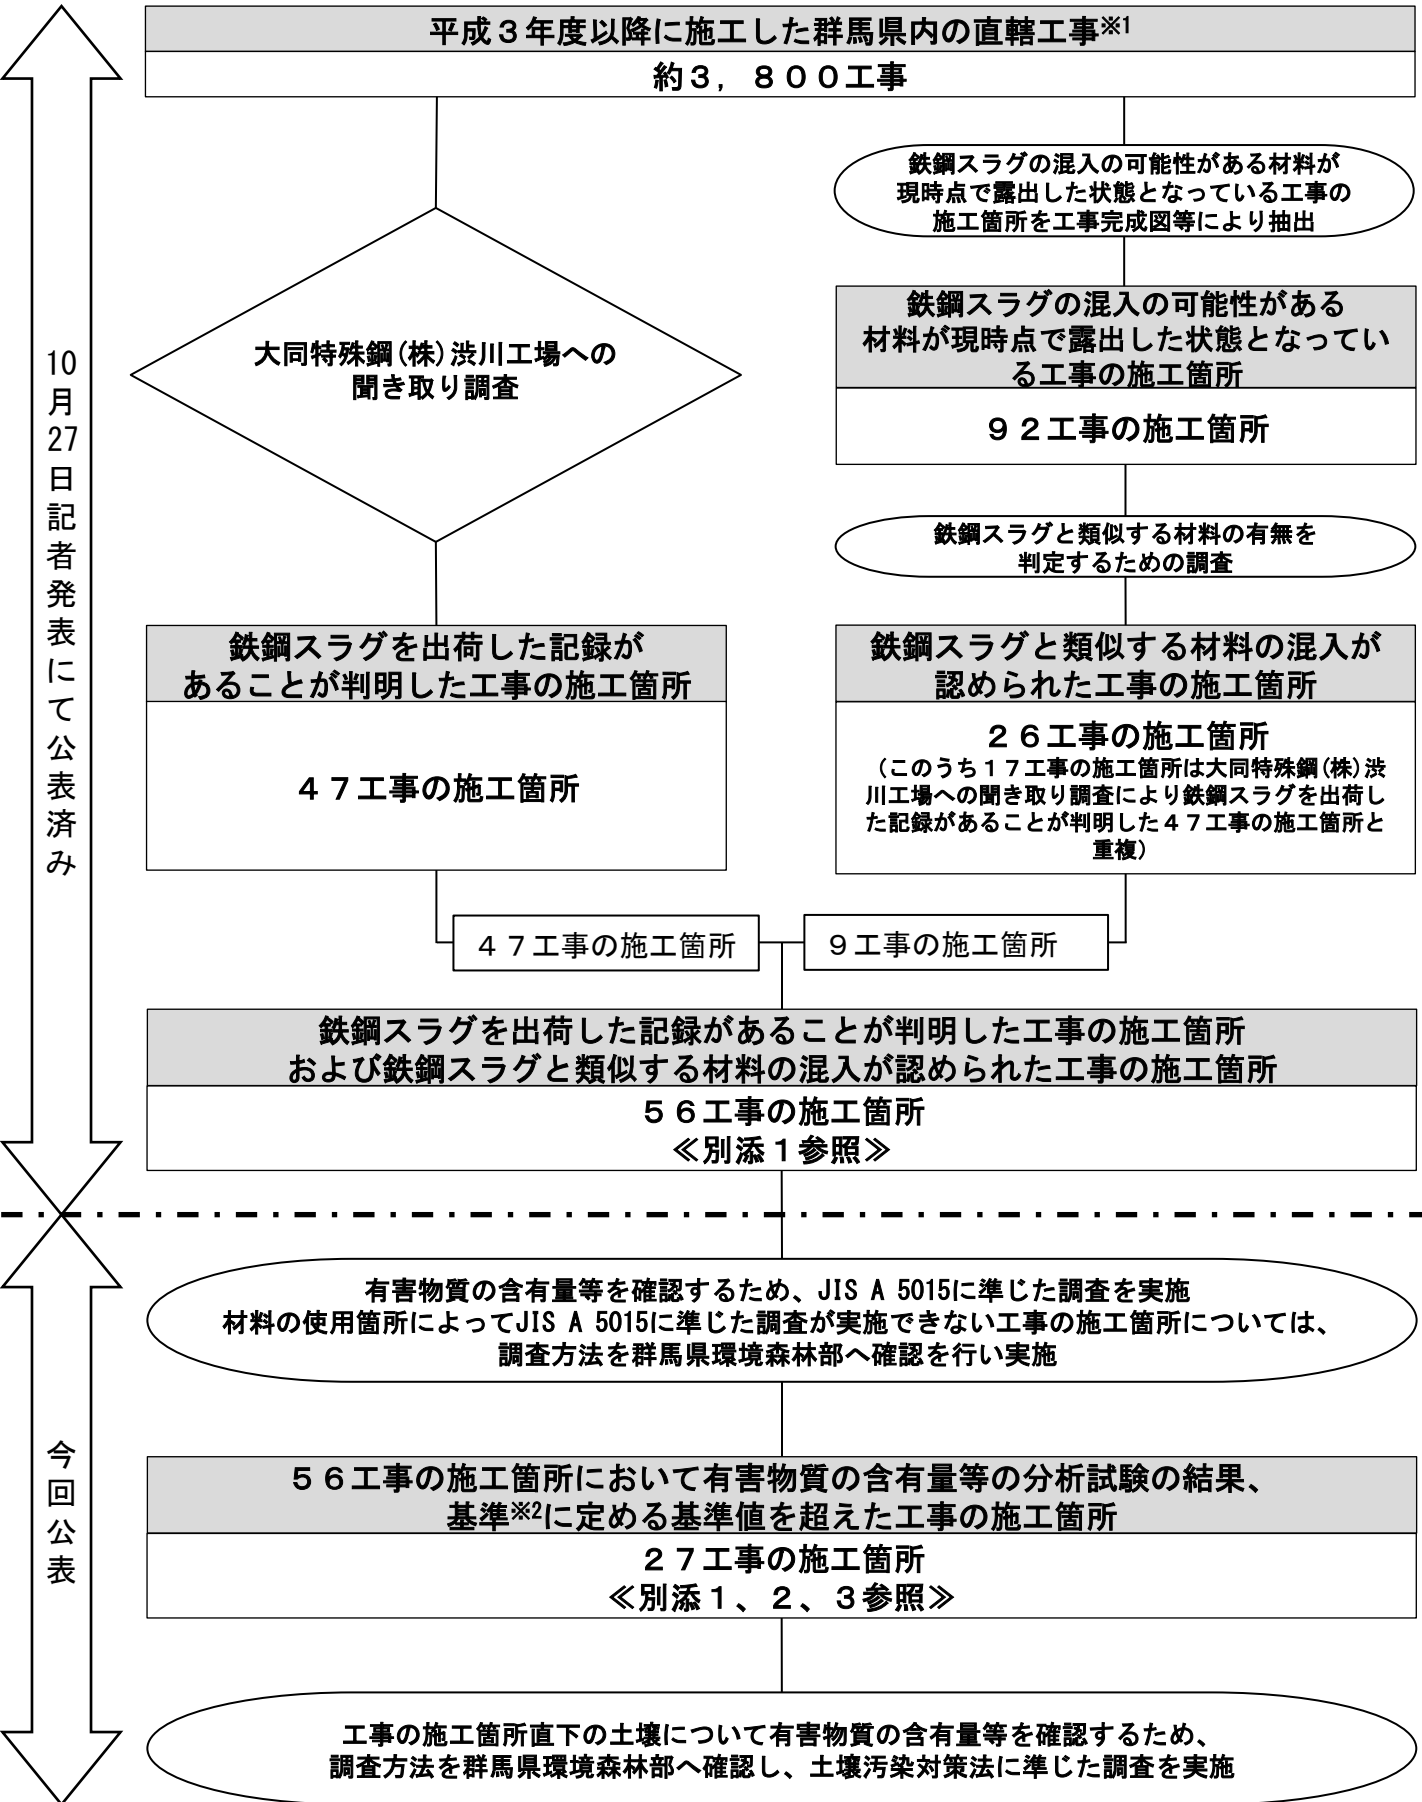 平成３年度以降に施工した群馬県内の直轄工事※1
約３，８００工事
鉄鋼スラグの混入の可能性がある材料が
現時点で露出した状態となっている工事の
施工箇所を工事完成図等により抽出
鉄鋼スラグの混入の可能性がある
材料が現時点で露出した状態となってい
る工事の施工箇所
９２工事の施工箇所
大同特殊鋼(株)渋川工場への
聞き取り調査
鉄鋼スラグと類似する材料の有無を
判定するための調査
鉄鋼スラグを出荷した記録が
あることが判明した工事の施工箇所
４７工事の施工箇所
鉄鋼スラグと類似する材料の混入が
認められた工事の施工箇所
２６工事の施工箇所
（このうち１７工事の施工箇所は大同特殊鋼(株)渋
川工場への聞き取り調査により鉄鋼スラグを出荷し
た記録があることが判明した４７工事の施工箇所と
重複）
４７工事の施工箇所
９工事の施工箇所
鉄鋼スラグを出荷した記録があることが判明した工事の施工箇所
および鉄鋼スラグと類似する材料の混入が認められた工事の施工箇所
５６工事の施工箇所
≪別添１参照≫
10月27日記者発表にて公表済み
有害物質の含有量等を確認するため、JIS A 5015に準じた調査を実施
材料の使用箇所によってJIS A 5015に準じた調査が実施できない工事の施工箇所については、
調査方法を群馬県環境森林部へ確認を行い実施
５６工事の施工箇所において有害物質の含有量等の分析試験の結果、
基準※2に定める基準値を超えた工事の施工箇所
２７工事の施工箇所
≪別添１、２、３参照≫
工事の施工箇所直下の土壌について有害物質の含有量等を確認するため、
調査方法を群馬県環境森林部へ確認し、土壌汚染対策法に準じた調査を実施
今回公表